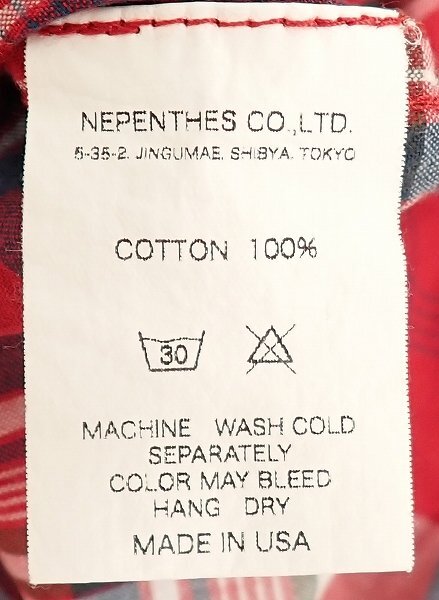 NEPENTHES CO.,LTD.
5-35-2, JINGUMAE, SHIBYA, TOKYO
COTTON 100%
30
MACHINE WASH COLD
SEPARATELY
COLOR MAY BLEED
HANG DRY
MADE IN USA